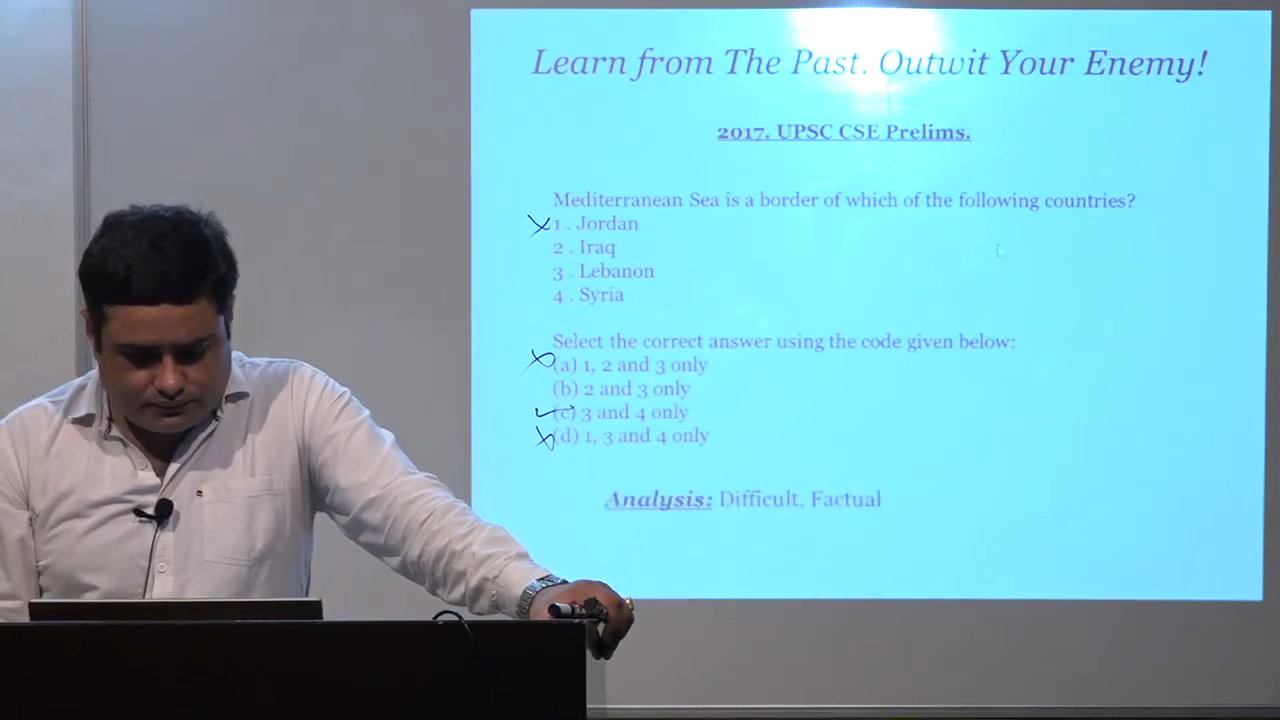 Learn from The Past. Outwit Your Enemy!
2017. UPSC CSE Prelims.
Mediterranean Sea is a border of which of the following countries?
1 . Jordan
2 . Iraq
3 . Lebanon
4 . Syria
Select the correct answer using the code given below:
(a) 1, 2 and 3 only
(b) 2 and 3 only
(c) 3 and 4 only
(d) 1, 3 and 4 only
Analysis: Difficult, Factual